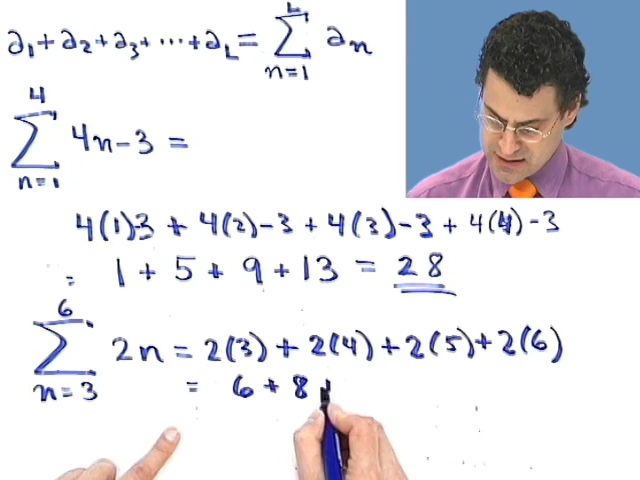 a₁ + a₂ + a₃ + ⋯ + a_L = ∑_{n=1}^{L} a_n
∑_{n=1}^{4} 4n-3 =
4(1)-3 + 4(2)-3 + 4(3)-3 + 4(4)-3
= 1 + 5 + 9 + 13 = 28
∑_{n=3}^{6} 2n = 2(3) + 2(4) + 2(5) + 2(6)
= 6 + 8